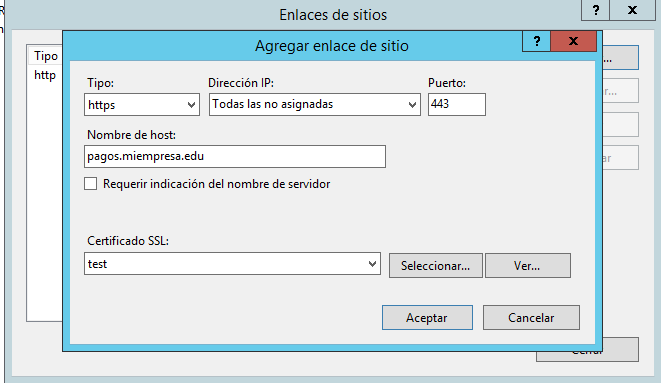 Enlaces de sitios
? x
Agregar enlace de sitio
? x
Tipo
http
Tipo:
Dirección IP:
Puerto:
https
Todas las no asignadas
443
Nombre de host:
pagos.miempresa.edu
Requerir indicación del nombre de servidor
Certificado SSL:
test
Seleccionar...
Ver...
Aceptar
Cancelar